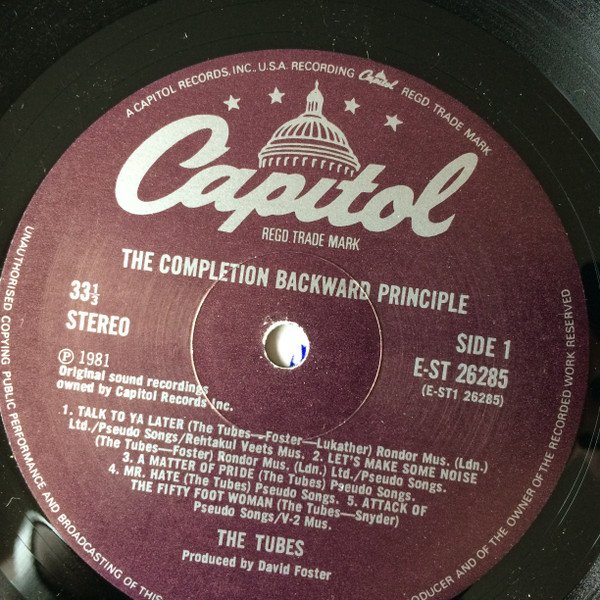 A CAPITOL RECORDS, INC., U.S.A. RECORDING Capitol REGD. TRADE MARK
Capitol
REGD. TRADE MARK
THE COMPLETION BACKWARD PRINCIPLE
33⅓
STEREO
SIDE 1
E-ST 26285
(E-ST1 26285)
℗ 1981
Original sound recordings
owned by Capitol Records Inc.
1. TALK TO YA LATER (The Tubes—Foster—Lukather) Rondor Mus. (Ldn.)
Ltd./Pseudo Songs/Rehtakul Veets Mus. 2. LET'S MAKE SOME NOISE
(The Tubes—Foster) Rondor Mus. (Ldn.) Ltd./Pseudo Songs.
3. A MATTER OF PRIDE (The Tubes) Pseudo Songs.
4. MR. HATE (The Tubes) Pseudo Songs. 5. ATTACK OF
THE FIFTY FOOT WOMAN (The Tubes—Snyder)
Pseudo Songs/V-2 Mus.
THE TUBES
Produced by David Foster
UNAUTHORISED COPYING PUBLIC PERFORMANCE AND BROADCASTING OF THIS
RODUCER AND OF THE OWNER OF THE RECORDED WORK RESERVED